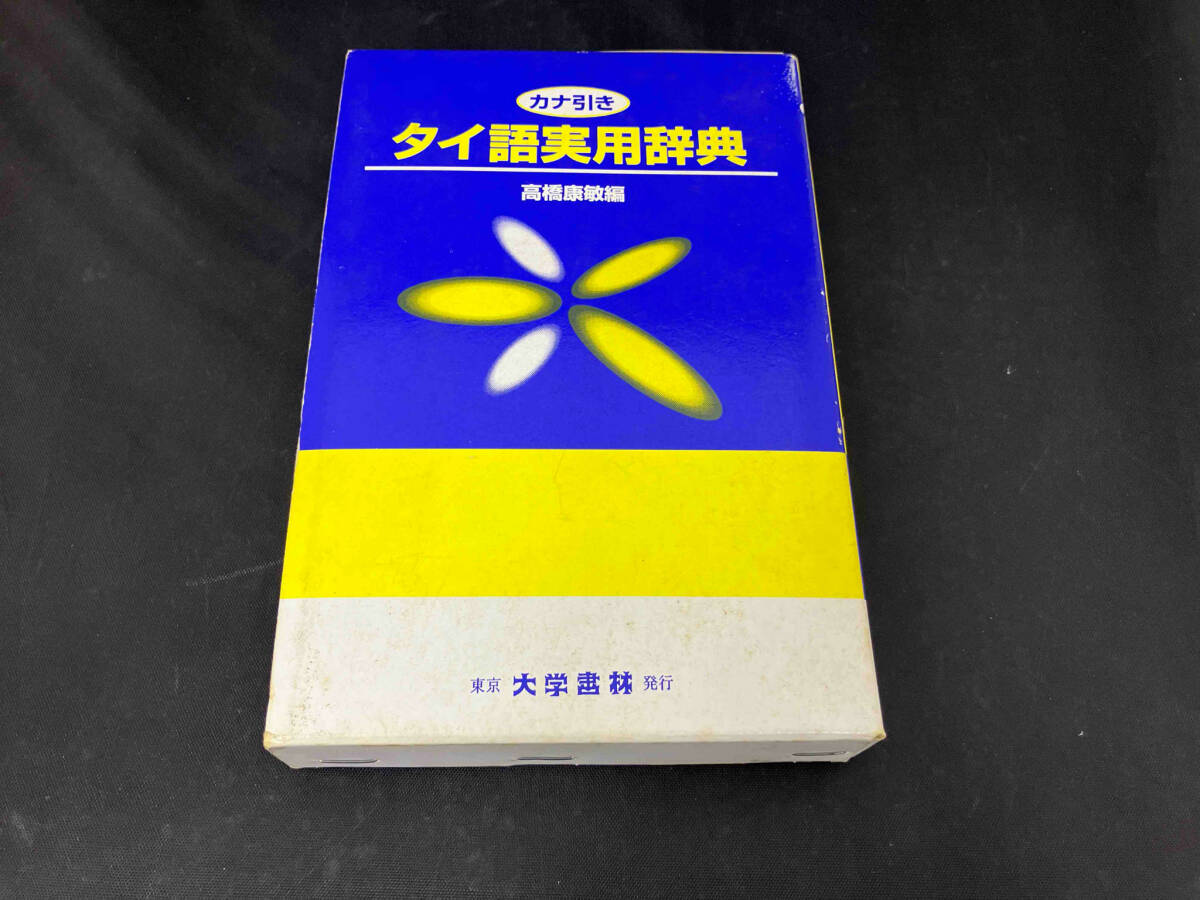 カナ引き
タイ語実用辞典
高橋康敏編
東京 大学書林 発行